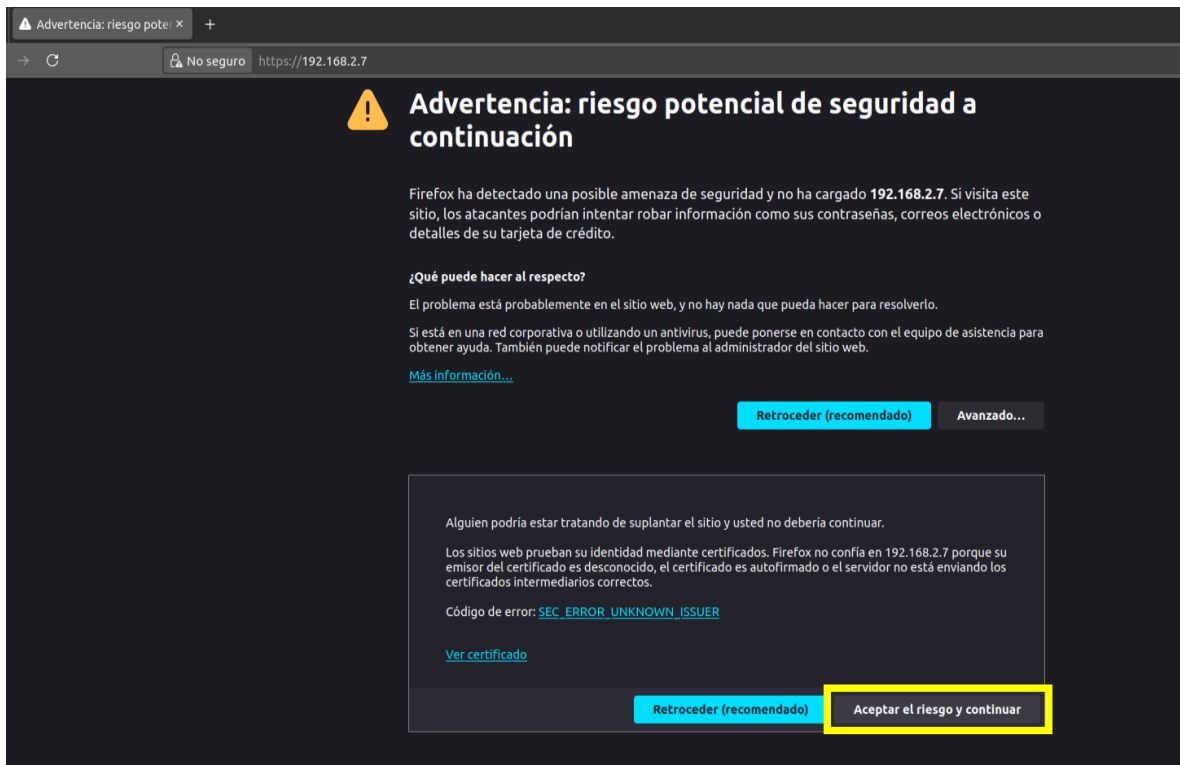 Advertencia: riesgo poter
No seguro https://192.168.2.7
Advertencia: riesgo potencial de seguridad a
continuación
Firefox ha detectado una posible amenaza de seguridad y no ha cargado 192.168.2.7. Si visita este
sitio, los atacantes podrían intentar robar información como sus contraseñas, correos electrónicos o
detalles de su tarjeta de crédito.
¿Qué puede hacer al respecto?
El problema está probablemente en el sitio web, y no hay nada que pueda hacer para resolverlo.
Si está en una red corporativa o utilizando un antivirus, puede ponerse en contacto con el equipo de asistencia para
obtener ayuda. También puede notificar el problema al administrador del sitio web.
Más información...
Retroceder (recomendado) Avanzado...
Alguien podría estar tratando de suplantar el sitio y usted no debería continuar.
Los sitios web prueban su identidad mediante certificados. Firefox no confía en 192.168.2.7 porque su
emisor del certificado es desconocido, el certificado es autofirmado o el servidor no está enviando los
certificados intermediarios correctos.
Código de error: SEC_ERROR_UNKNOWN_ISSUER
Ver certificado
Retroceder (recomendado) Aceptar el riesgo y continuar